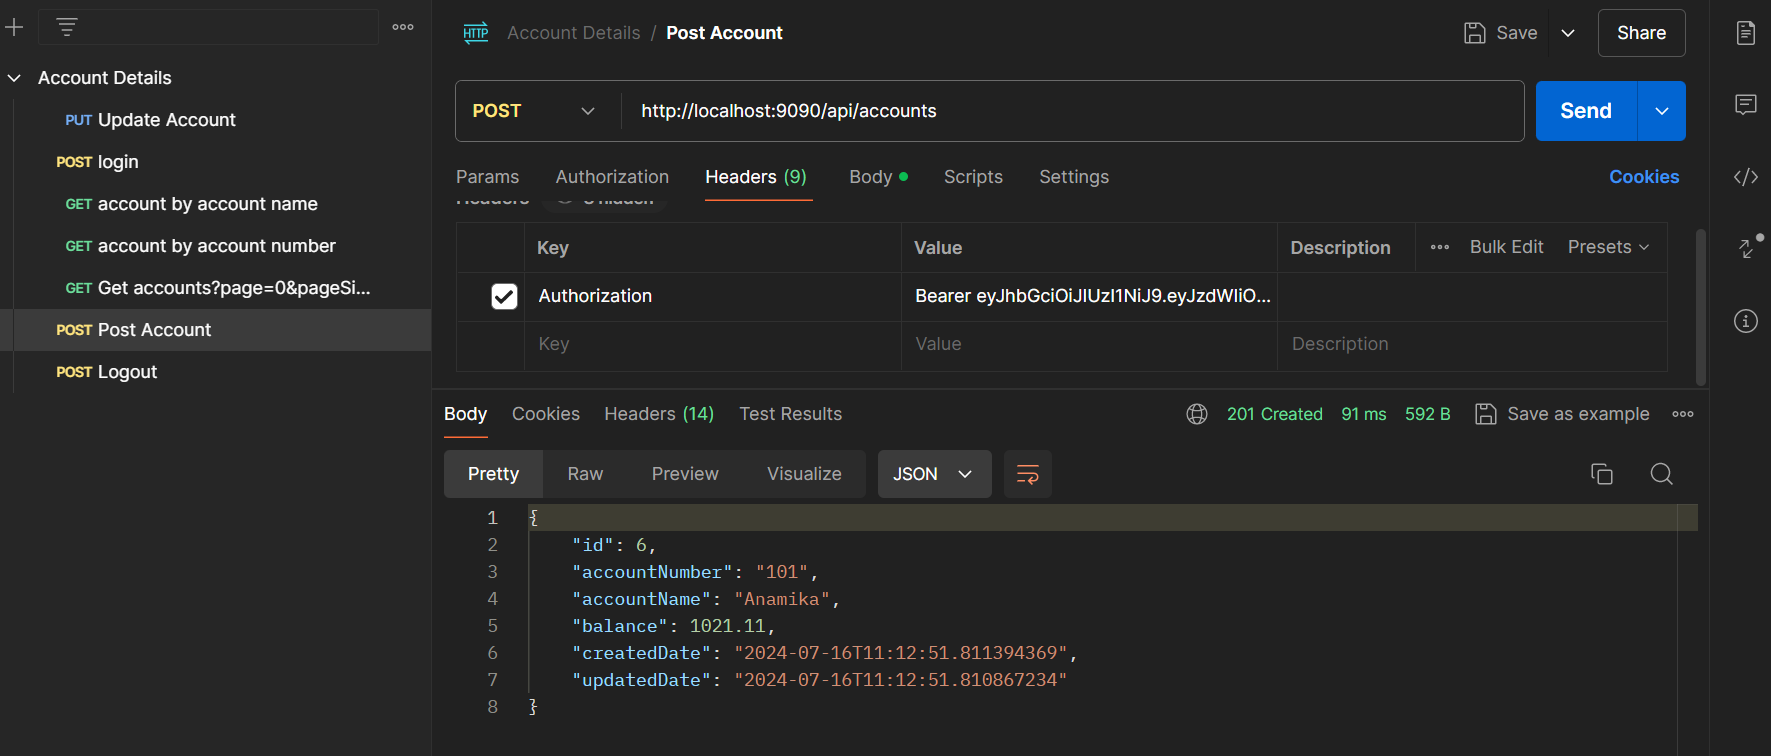 Account Details
PUT Update Account
POST login
GET account by account name
GET account by account number
GET Get accounts?page=0&pageSi...
POST Post Account
POST Logout
HTTP Account Details / Post Account
Save
Share
POST http://localhost:9090/api/accounts
Send
Params Authorization Headers (9) Body Scripts Settings Cookies
Key Value Description Bulk Edit Presets
Authorization Bearer eyJhbGciOiJIUzI1NiJ9.eyJzdWIiO...
Key Value Description
Body Cookies Headers (14) Test Results 201 Created 91 ms 592 B Save as example
Pretty Raw Preview Visualize JSON
1 {
2 "id": 6,
3 "accountNumber": "101",
4 "accountName": "Anamika",
5 "balance": 1021.11,
6 "createdDate": "2024-07-16T11:12:51.811394369",
7 "updatedDate": "2024-07-16T11:12:51.810867234"
8 }